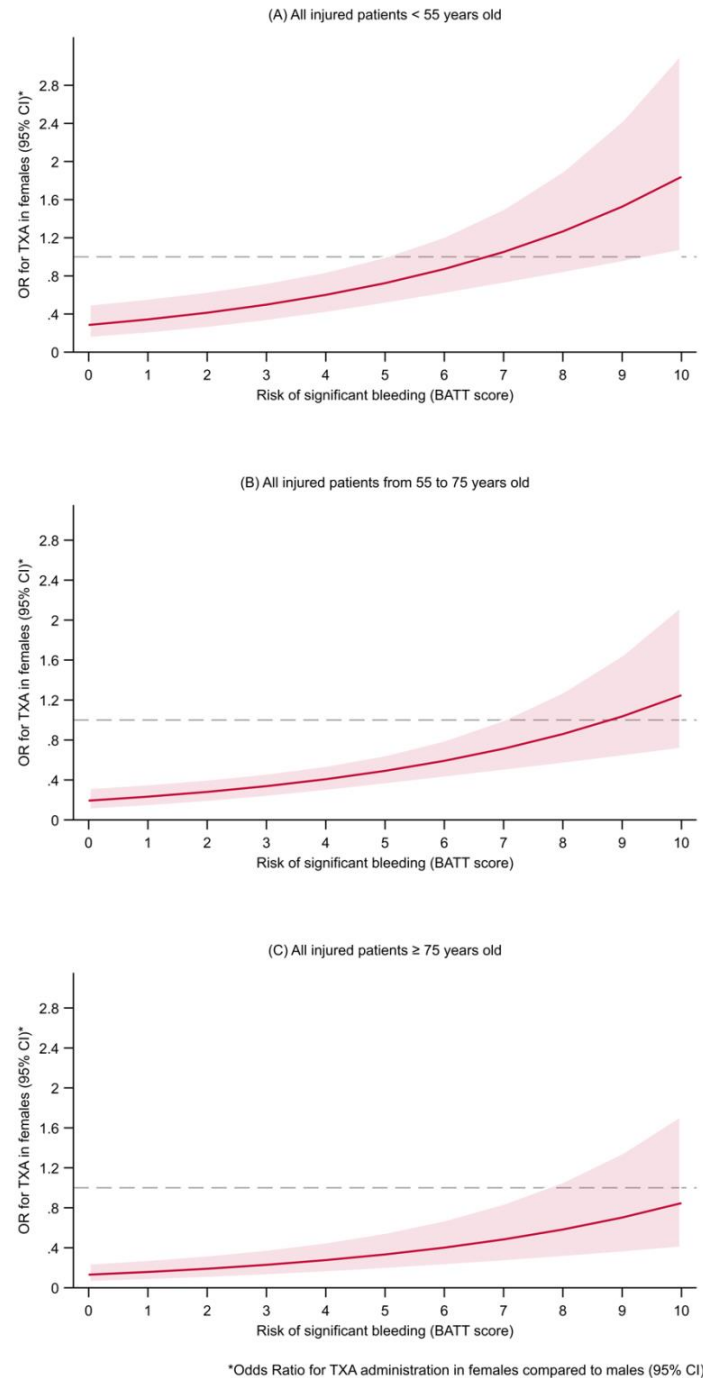 (A) All injured patients < 55 years old
OR for TXA in females (95% CI)*
2.8
2.4
2
1.6
1.2
.8
.4
0
0 1 2 3 4 5 6 7 8 9 10
Risk of significant bleeding (BATT score)
(B) All injured patients from 55 to 75 years old
OR for TXA in females (95% CI)*
2.8
2.4
2
1.6
1.2
.8
.4
0
0 1 2 3 4 5 6 7 8 9 10
Risk of significant bleeding (BATT score)
(C) All injured patients ≥ 75 years old
OR for TXA in females (95% CI)*
2.8
2.4
2
1.6
1.2
.8
.4
0
0 1 2 3 4 5 6 7 8 9 10
Risk of significant bleeding (BATT score)
*Odds Ratio for TXA administration in females compared to males (95% CI)